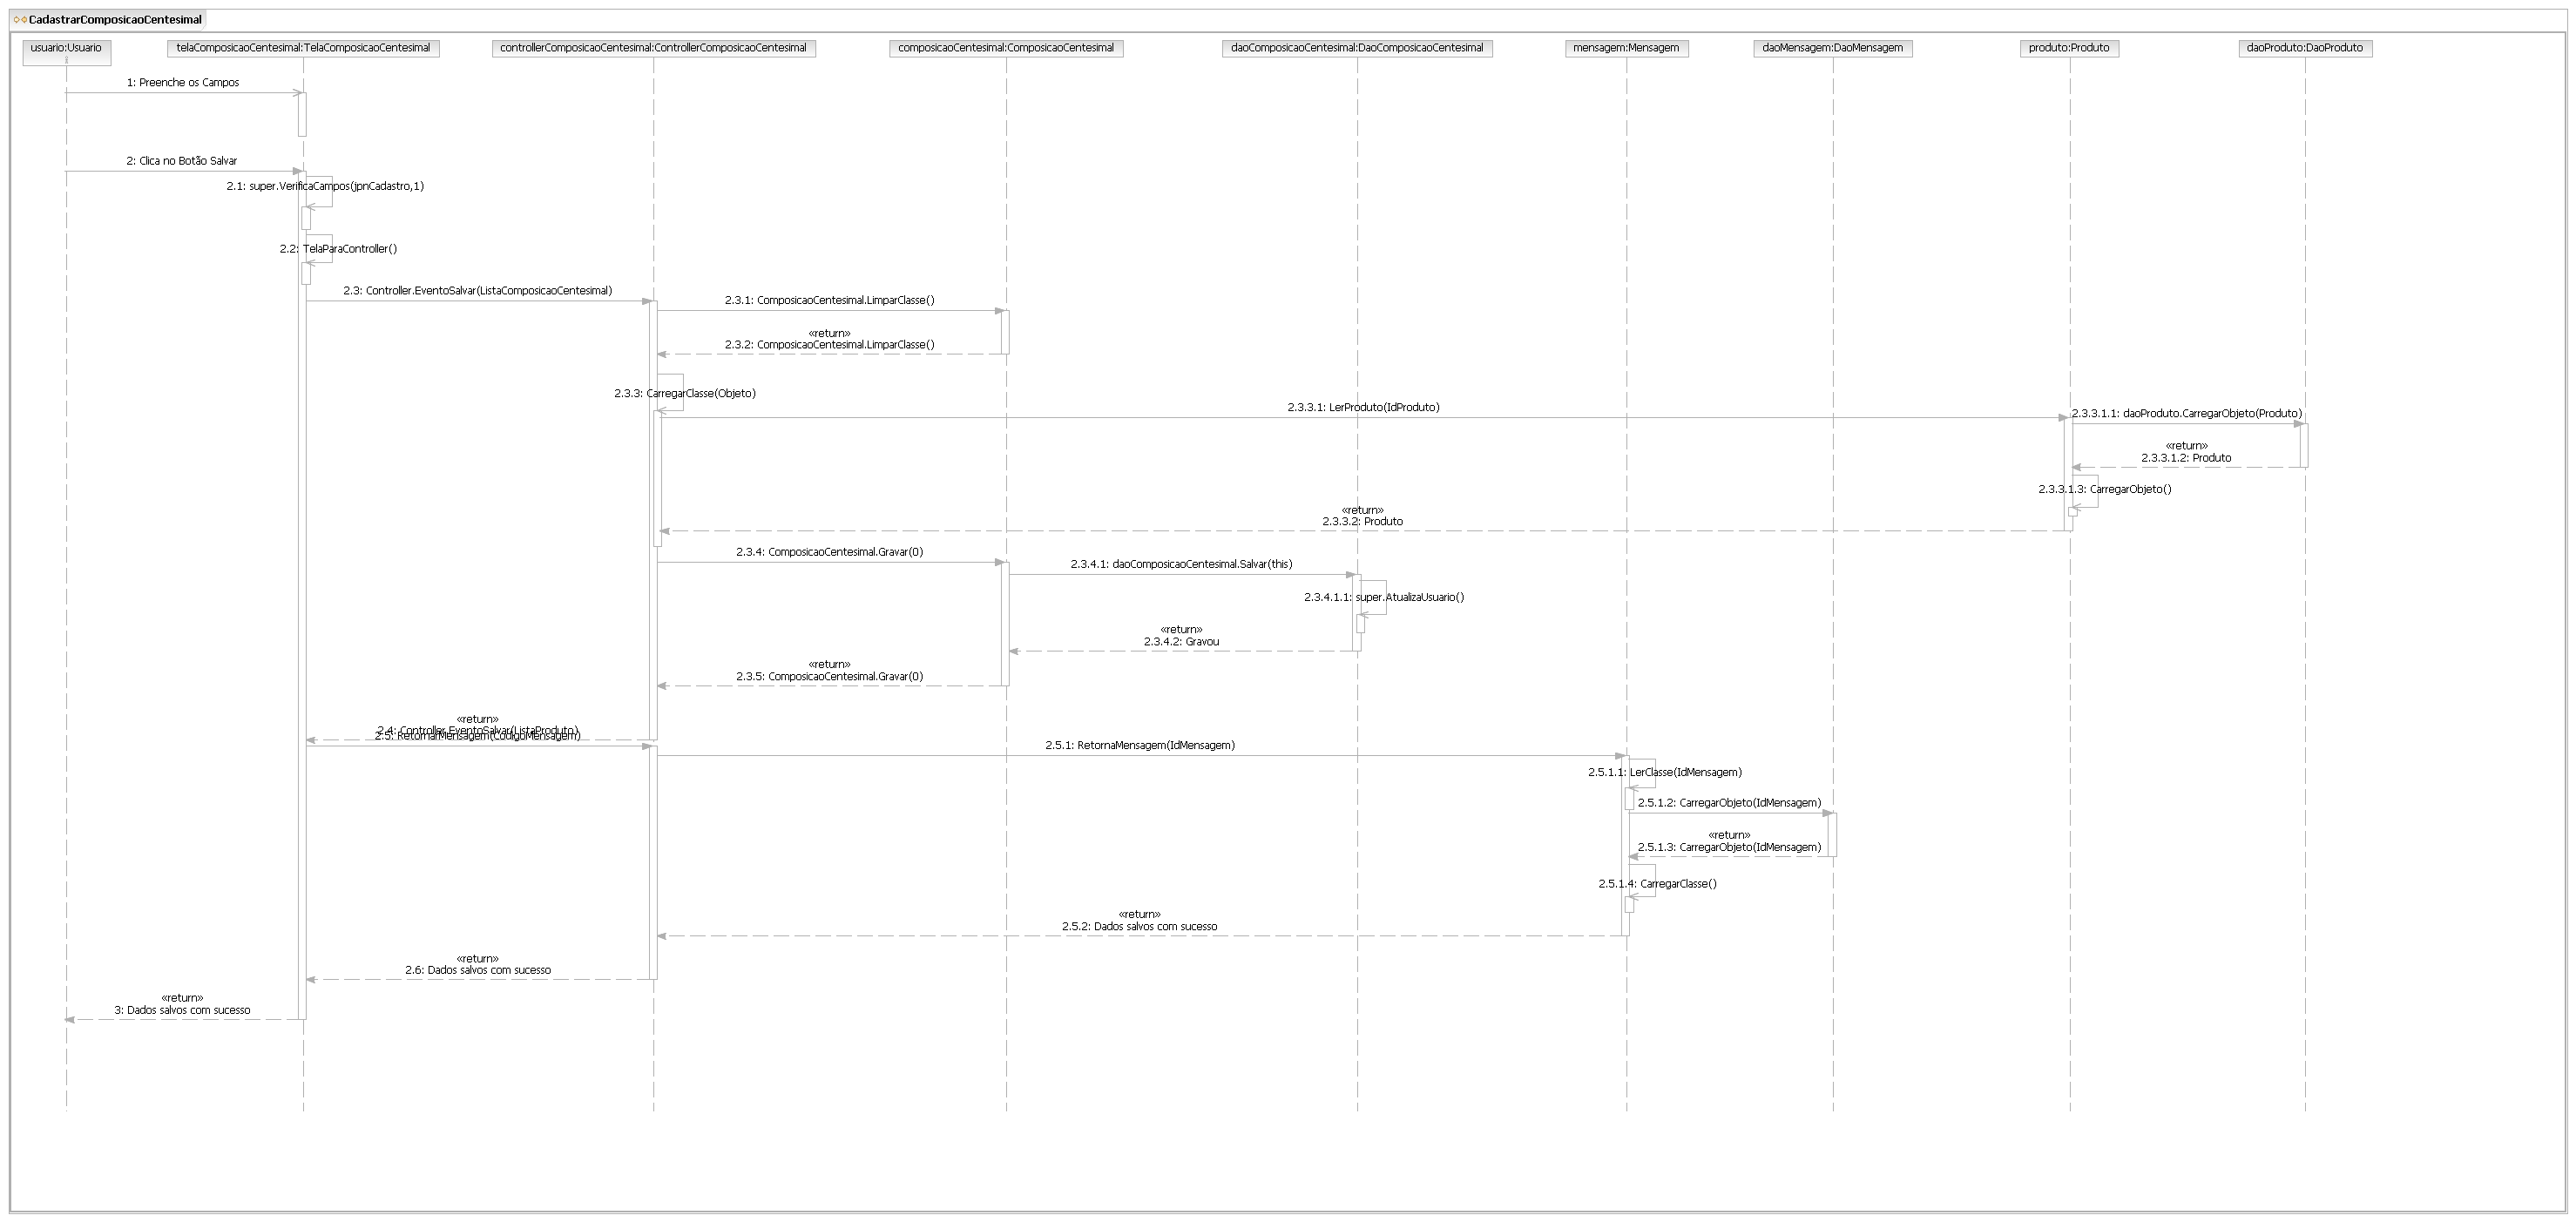 CadastrarComposicaoCentesimal
usuario:Usuario
telaComposicaoCentesimal:TelaComposicaoCentesimal
controllerComposicaoCentesimal:ControllerComposicaoCentesimal
composicaoCentesimal:ComposicaoCentesimal
daoComposicaoCentesimal:DaoComposicaoCentesimal
mensagem:Mensagem
daoMensagem:DaoMensagem
produto:Produto
daoProduto:DaoProduto
1: Preenche os Campos
2: Clica no Botão Salvar
2.1: super.VerificaCampos(jpnCadastro,1)
2.2: TelaParaController()
2.3: Controller.EventoSalvar(ListaComposicaoCentesimal)
2.3.1: ComposicaoCentesimal.LimparClasse()
«return»
2.3.2: ComposicaoCentesimal.LimparClasse()
2.3.3: CarregarClasse(Objeto)
2.3.3.1: LerProduto(IdProduto)
2.3.3.1.1: daoProduto.CarregarObjeto(Produto)
«return»
2.3.3.1.2: Produto
2.3.3.1.3: CarregarObjeto()
«return»
2.3.3.2: Produto
2.3.4: ComposicaoCentesimal.Gravar(0)
2.3.4.1: daoComposicaoCentesimal.Salvar(this)
2.3.4.1.1: super.AtualizaUsuario()
«return»
2.3.4.2: Gravou
«return»
2.3.5: ComposicaoCentesimal.Gravar(0)
«return»
2.4: Controller.EventoSalvar(ListaProduto)
2.5: RetornaMensagem(CodigoMensagem)
2.5.1: RetornaMensagem(IdMensagem)
2.5.1.1: LerClasse(IdMensagem)
2.5.1.2: CarregarObjeto(IdMensagem)
«return»
2.5.1.3: CarregarObjeto(IdMensagem)
2.5.1.4: CarregarClasse()
«return»
2.5.2: Dados salvos com sucesso
«return»
2.6: Dados salvos com sucesso
«return»
3: Dados salvos com sucesso